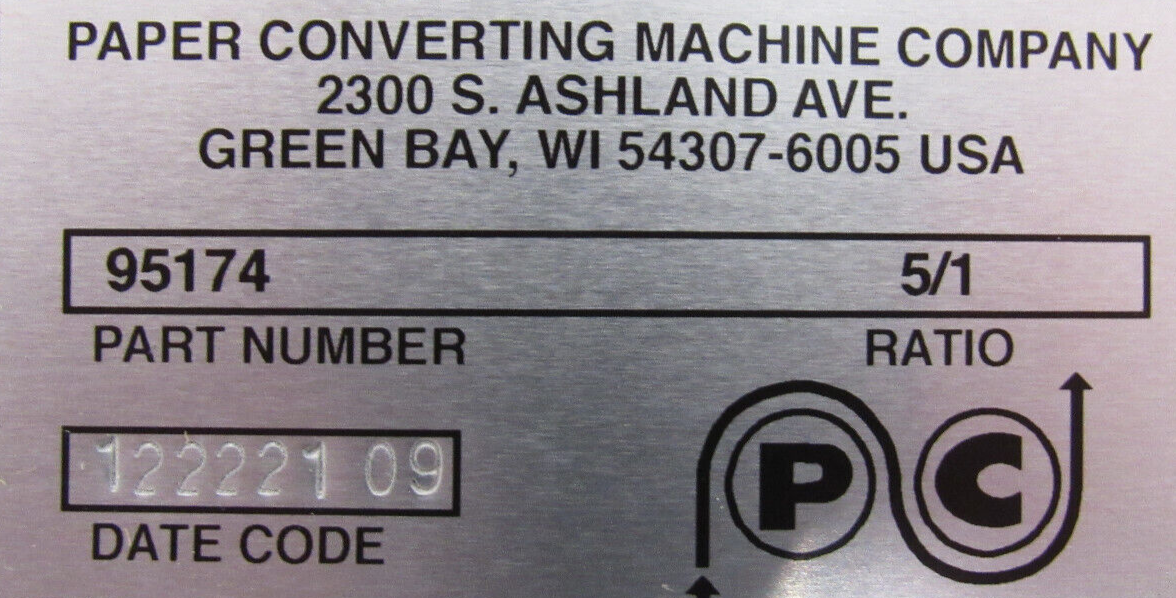 PAPER CONVERTING MACHINE COMPANY
2300 S. ASHLAND AVE.
GREEN BAY, WI 54307-6005 USA
95174 5/1
PART NUMBER RATIO
122221 09
DATE CODE
P C